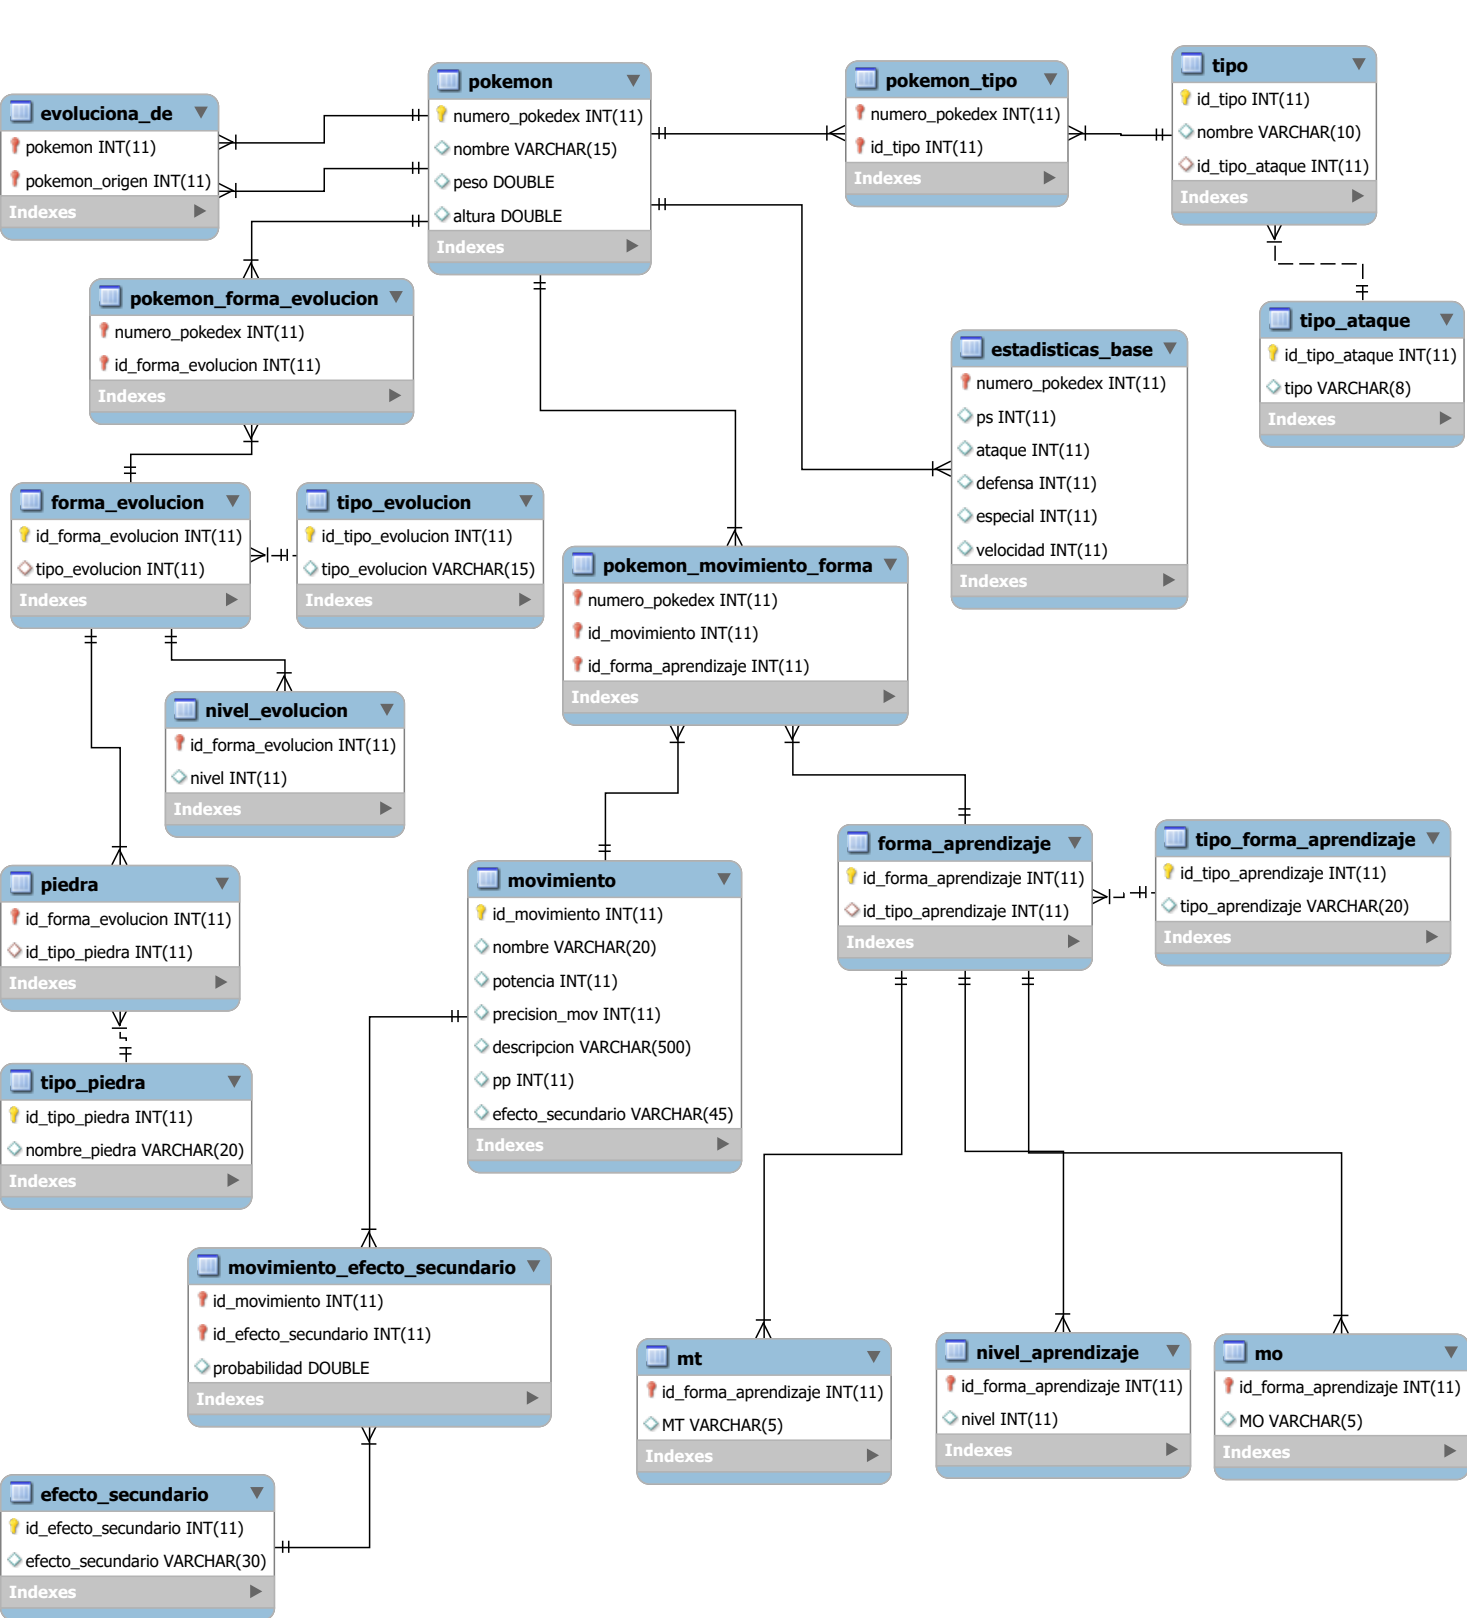 evoluciona_de
pokemon INT(11)
pokemon_origen INT(11)
Indexes
pokemon
numero_pokedex INT(11)
nombre VARCHAR(15)
peso DOUBLE
altura DOUBLE
Indexes
pokemon_tipo
numero_pokedex INT(11)
id_tipo INT(11)
Indexes
tipo
id_tipo INT(11)
nombre VARCHAR(10)
id_tipo_ataque INT(11)
Indexes
pokemon_forma_evolucion
numero_pokedex INT(11)
id_forma_evolucion INT(11)
Indexes
estadisticas_base
numero_pokedex INT(11)
ps INT(11)
ataque INT(11)
defensa INT(11)
especial INT(11)
velocidad INT(11)
Indexes
tipo_ataque
id_tipo_ataque INT(11)
tipo VARCHAR(8)
Indexes
forma_evolucion
id_forma_evolucion INT(11)
tipo_evolucion INT(11)
Indexes
tipo_evolucion
id_tipo_evolucion INT(11)
tipo_evolucion VARCHAR(15)
Indexes
pokemon_movimiento_forma
numero_pokedex INT(11)
id_movimiento INT(11)
id_forma_aprendizaje INT(11)
Indexes
nivel_evolucion
id_forma_evolucion INT(11)
nivel INT(11)
Indexes
piedra
id_forma_evolucion INT(11)
id_tipo_piedra INT(11)
Indexes
movimiento
id_movimiento INT(11)
nombre VARCHAR(20)
potencia INT(11)
precision_mov INT(11)
descripcion VARCHAR(500)
pp INT(11)
efecto_secundario VARCHAR(45)
Indexes
forma_aprendizaje
id_forma_aprendizaje INT(11)
id_tipo_aprendizaje INT(11)
Indexes
tipo_forma_aprendizaje
id_tipo_aprendizaje INT(11)
tipo_aprendizaje VARCHAR(20)
Indexes
tipo_piedra
id_tipo_piedra INT(11)
nombre_piedra VARCHAR(20)
Indexes
movimiento_efecto_secundario
id_movimiento INT(11)
id_efecto_secundario INT(11)
probabilidad DOUBLE
Indexes
mt
id_forma_aprendizaje INT(11)
MT VARCHAR(5)
Indexes
nivel_aprendizaje
id_forma_aprendizaje INT(11)
nivel INT(11)
Indexes
mo
id_forma_aprendizaje INT(11)
MO VARCHAR(5)
Indexes
efecto_secundario
id_efecto_secundario INT(11)
efecto_secundario VARCHAR(30)
Indexes